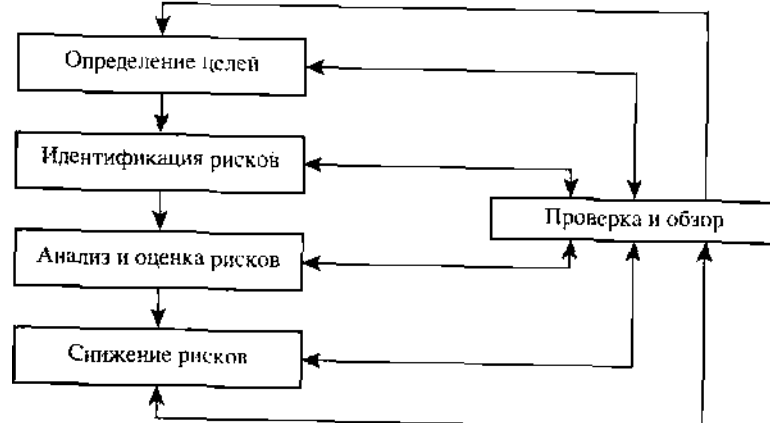 Определение целей
Идентификация рисков
Проверка и обзор
Анализ и оценка рисков
Снижение рисков